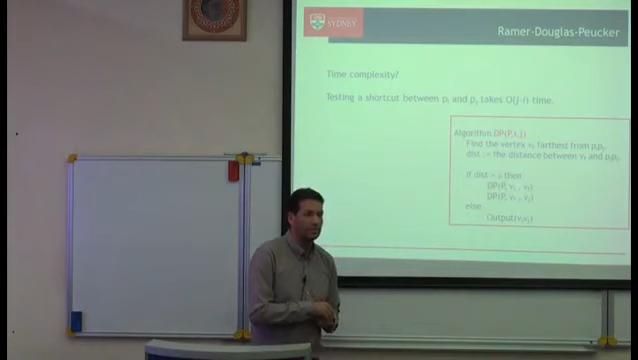 SYDNEY
Ramer-Douglas-Peucker
Time complexity?
Testing a shortcut between pi and pj takes O(j-i) time.
Algorithm DP(P,i,j)
Find the vertex vf farthest from pipj.
dist := the distance between vf and pipj.
if dist > then
DP(P, vi , vf)
DP(P, vf , vj)
else
Output(vivj)